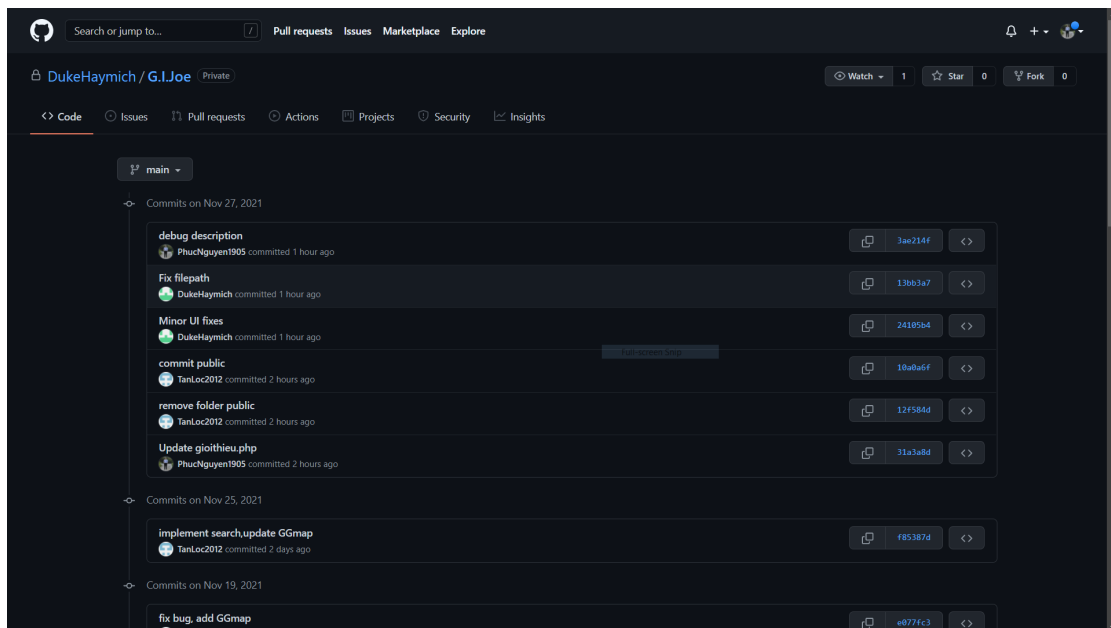 Search or jump to... / Pull requests Issues Marketplace Explore
DukeHaymich / G.I.Joe Private Watch 1 Star 0 Fork 0
<> Code Issues Pull requests Actions Projects Security Insights
main
Commits on Nov 27, 2021
debug description
PhucNguyen1905 committed 1 hour ago
3ae214f <>
Fix filepath
DukeHaymich committed 1 hour ago
13bb3a7 <>
Minor UI fixes
DukeHaymich committed 1 hour ago
24105b4 <>
Full-screen Snip
commit public
TanLoc2012 committed 2 hours ago
10a0a6f <>
remove folder public
TanLoc2012 committed 2 hours ago
12f584d <>
Update gioithieu.php
PhucNguyen1905 committed 2 hours ago
31a3a8d <>
Commits on Nov 25, 2021
implement search,update GGmap
TanLoc2012 committed 2 days ago
f85387d <>
Commits on Nov 19, 2021
fix bug, add GGmap
e077fc3 <>